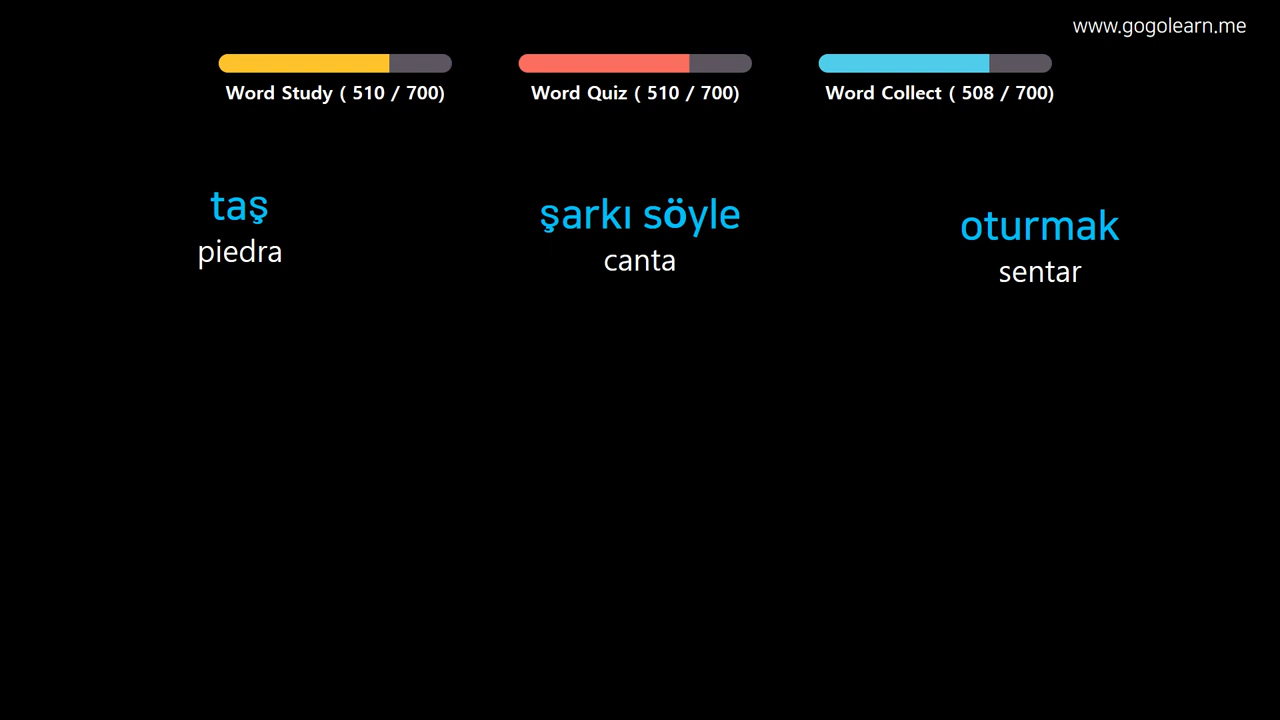 www.gogolearn.me
Word Study ( 510 / 700)
Word Quiz ( 510 / 700)
Word Collect ( 508 / 700)
taş
piedra
şarkı söyle
canta
oturmak
sentar